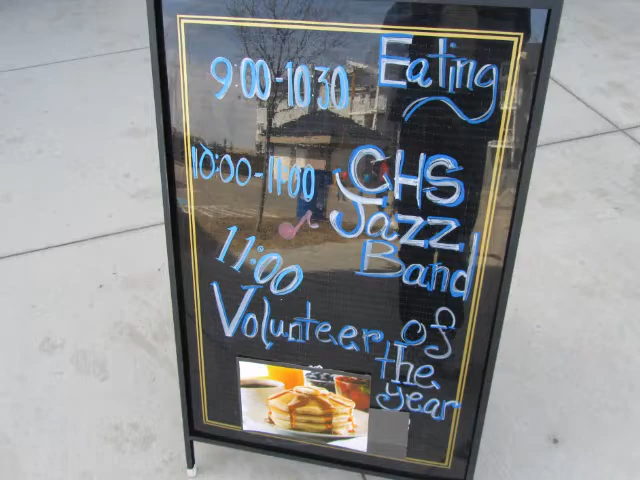 9:00-10:30 Eating
10:00-11:00 CHS
Jazz
Band
11:00
Volunteer of
the
year